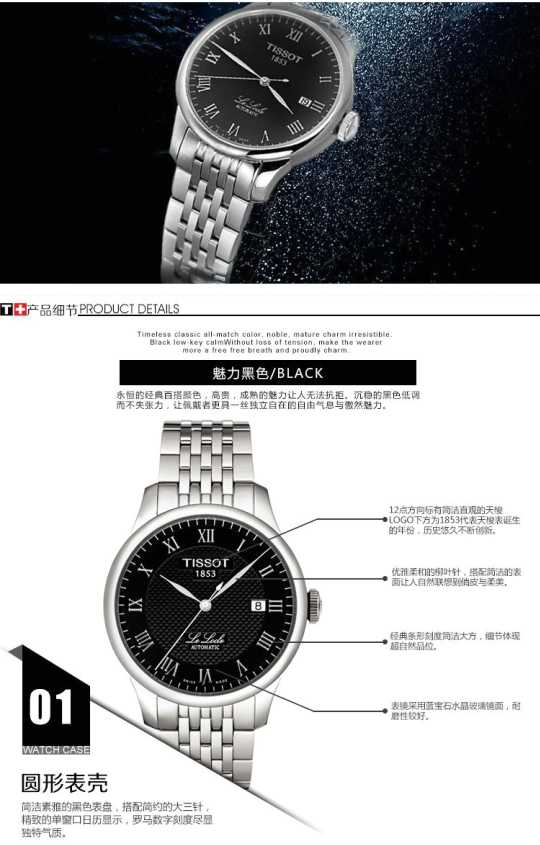 XI XII
TISSOT
1853
Le Locle
AUTOMATIC
T+ 产品细节 PRODUCT DETAILS
Timeless classic all-match color, noble, mature charm irresistible.
Black low-key calmWithout loss of tension, make the wearer
more a free free breath and proudly charm.
魅力黑色/BLACK
永恒的经典百搭颜色，高贵，成熟的魅力让人无法抗拒。沉稳的黑色低调
而不失张力，让佩戴者更具一丝独立自在的自由气息与傲然魅力。
12点方向标有简洁直观的天梭
LOGO下方为1853代表天梭表诞生
的年份，历史悠久不断创新。
XII
TISSOT
1853
优雅柔和的柳叶针，搭配简洁的表
面让人自然联想到俏皮与柔美。
8
Le Locle
AUTOMATIC
经典条形刻度简洁大方，细节体现
超自然品位。
SWISS MADE
表镜采用蓝宝石水晶玻璃镜面，耐
磨性较好。
01
WATCH CASE
圆形表壳
简洁素雅的黑色表盘，搭配简约的大三针，
精致的单窗口日历显示，罗马数字刻度尽显
独特气质。